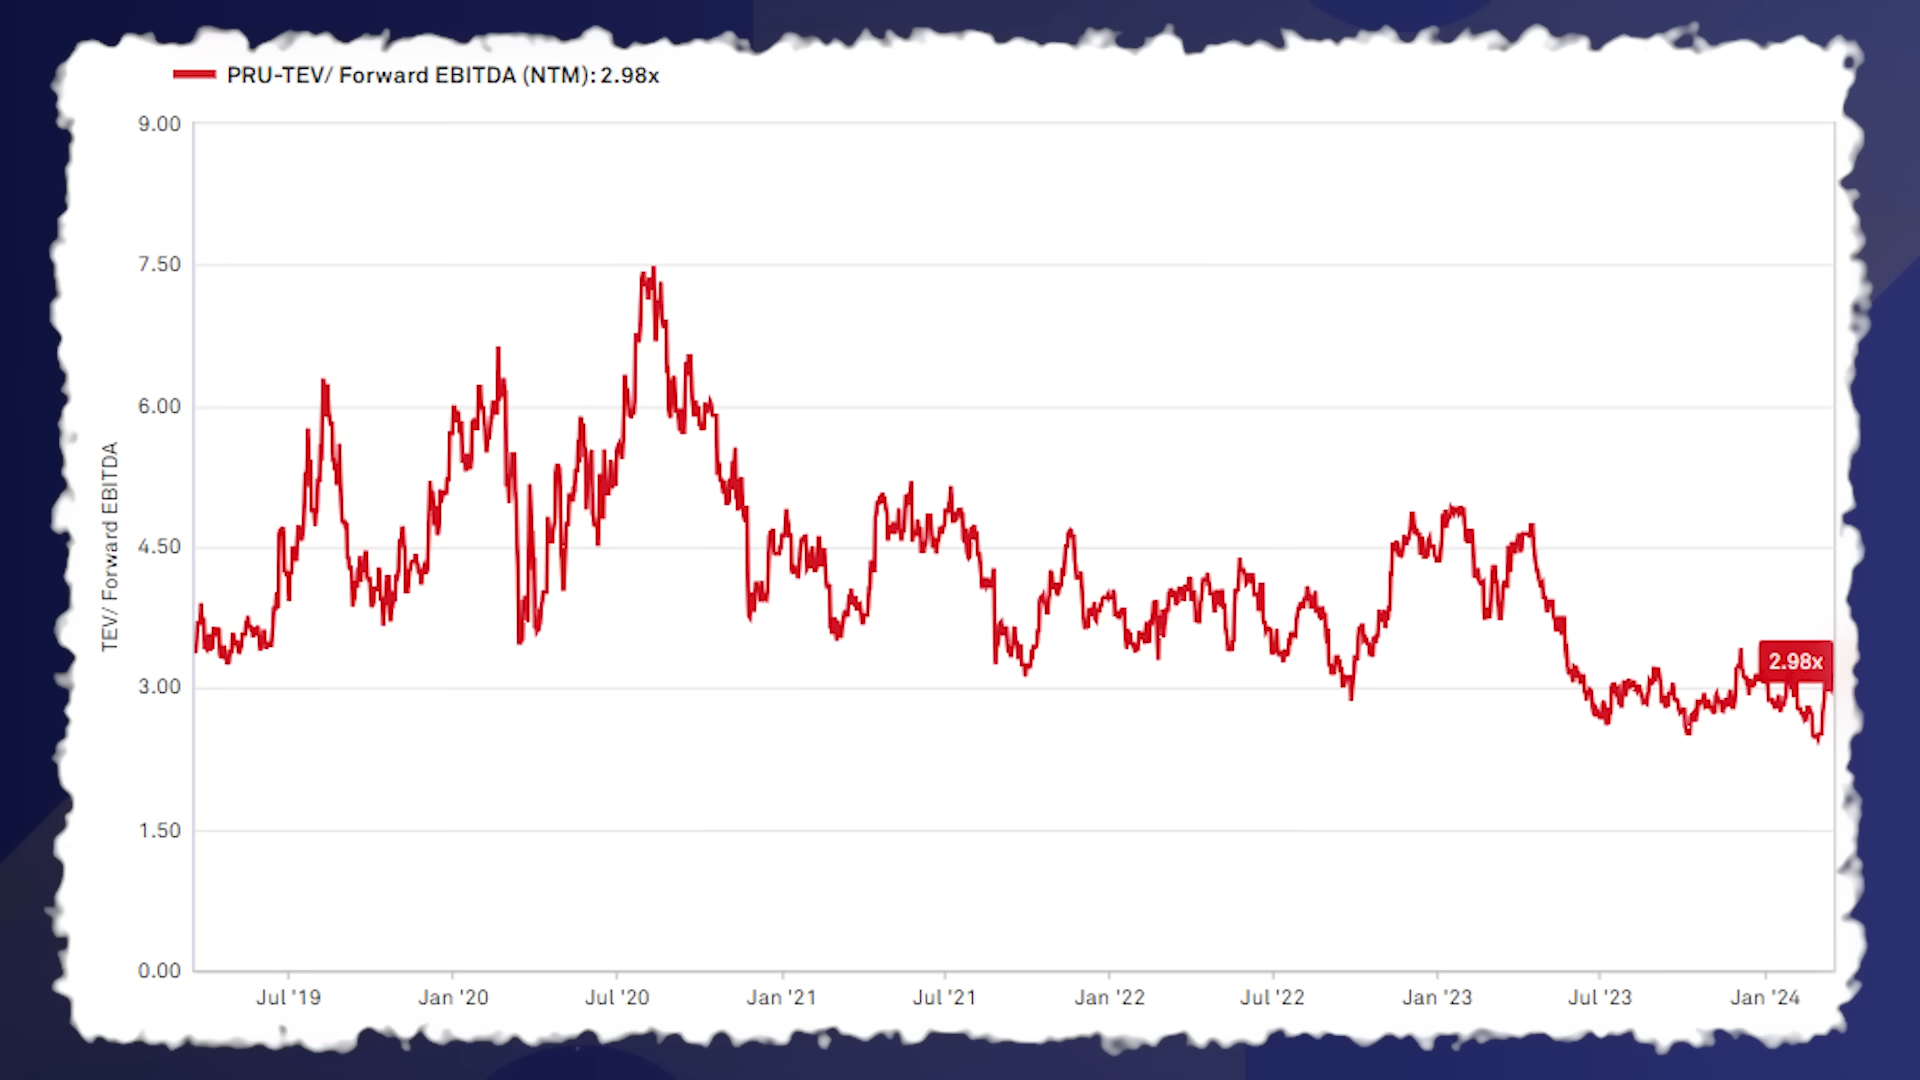 PRU-TEV/ Forward EBITDA (NTM): 2.98x
9.00
7.50
6.00
4.50
3.00
1.50
0.00
TEV/ Forward EBITDA
2.98x
Jul '19
Jan '20
Jul '20
Jan '21
Jul '21
Jan '22
Jul '22
Jan '23
Jul '23
Jan '24